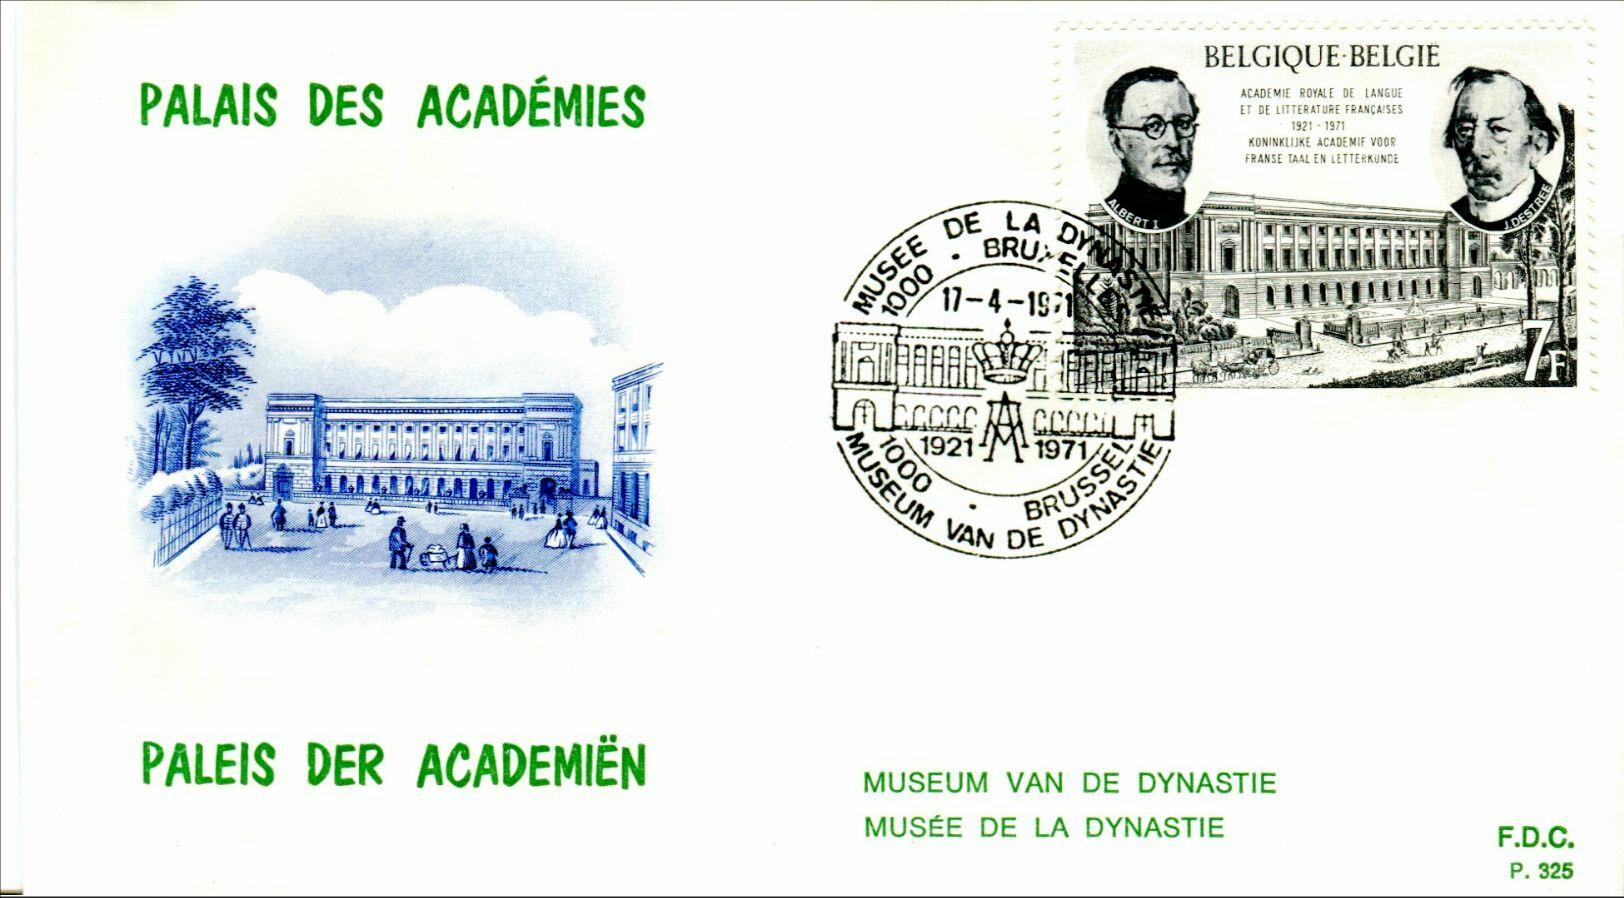 PALAIS DES ACADÉMIES
BELGIQUE·BELGIË
ACADEMIE ROYALE DE LANGUE
ET DE LITTERATURE FRANÇAISES
1921 - 1971
KONINKLIJKE ACADEMIE VOOR
FRANSE TAAL EN LETTERKUNDE
ALBERT I
J. DESTREE
7F
MUSEE DE LA DYNASTIE
1000 - BRUXELLES
17-4-1971
1921 1971
1000 - BRUSSEL
MUSEUM VAN DE DYNASTIE
PALEIS DER ACADEMIËN
MUSEUM VAN DE DYNASTIE
MUSÉE DE LA DYNASTIE
F.D.C.
P. 325